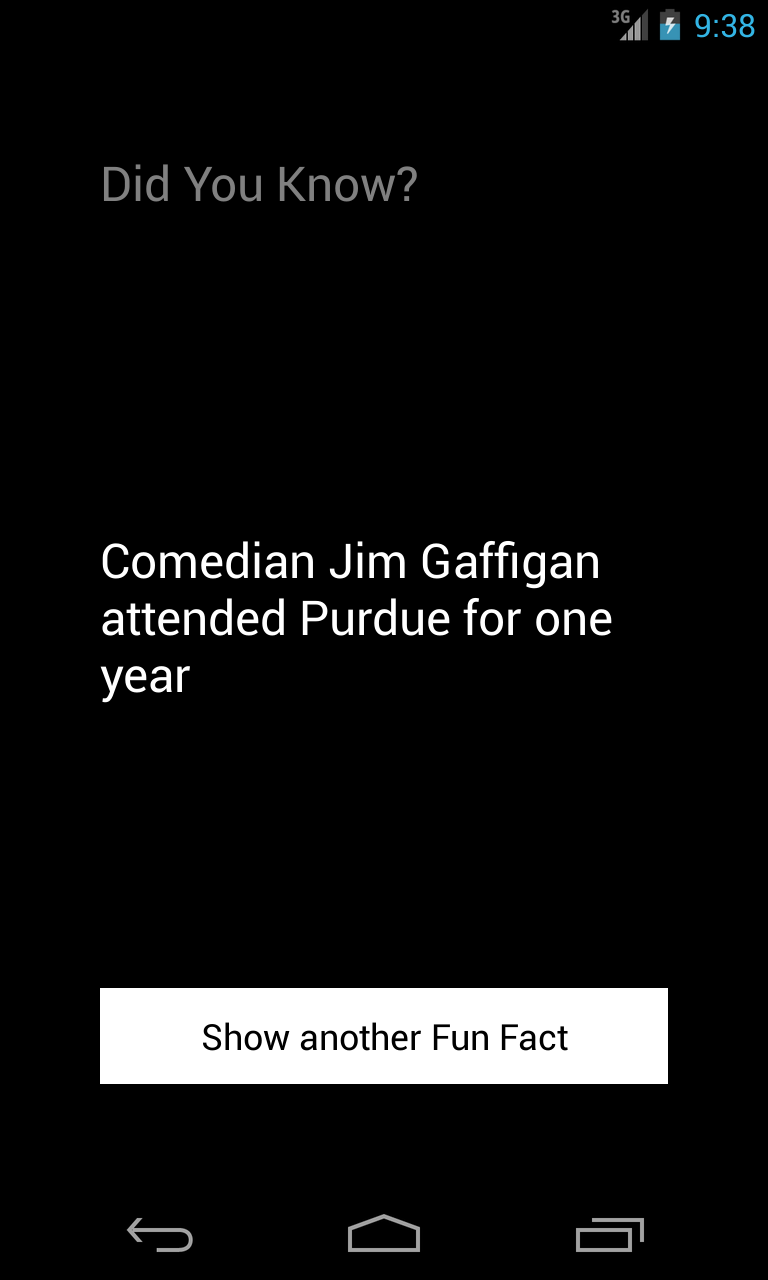 3G 9:38
Did You Know?
Comedian Jim Gaffigan
attended Purdue for one
year
Show another Fun Fact